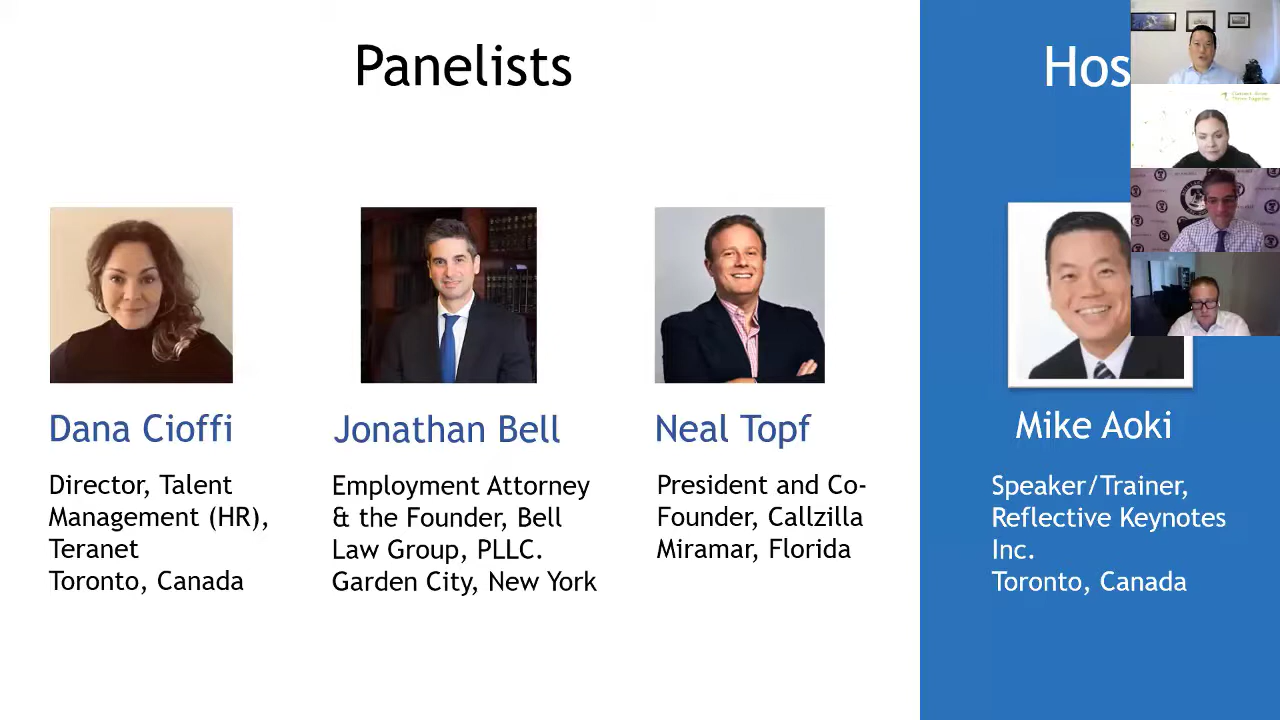 Panelists
Hos
Dana Cioffi
Director, Talent
Management (HR),
Teranet
Toronto, Canada
Jonathan Bell
Employment Attorney
& the Founder, Bell
Law Group, PLLC.
Garden City, New York
Neal Topf
President and Co-
Founder, Callzilla
Miramar, Florida
Mike Aoki
Speaker/Trainer,
Reflective Keynotes
Inc.
Toronto, Canada